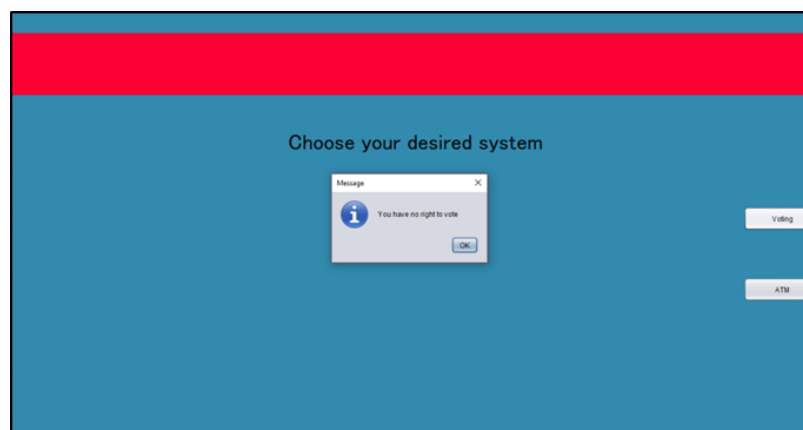 Choose your desired system
Message
You have no right to vote
OK
Voting
ATM